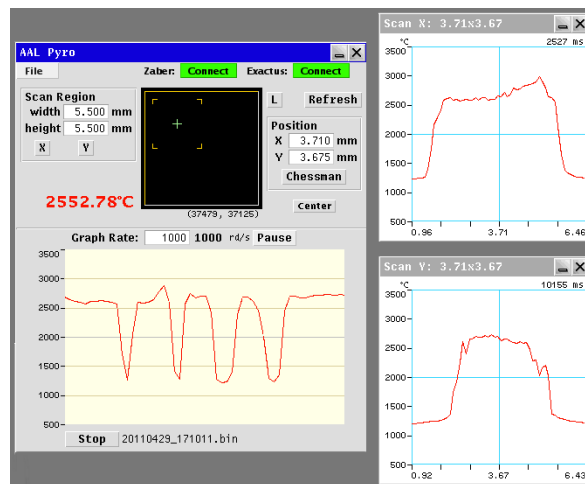 AAL Pyro
File Zaber: Connect Exactus: Connect
Scan Region
width 5.500 mm
height 5.500 mm
X Y
2552.78°C
(37479, 37125)
L Refresh
Position
X 3.710 mm
Y 3.675 mm
Chessman
Center
Graph Rate: 1000 1000 rd/s Pause
3500
3000
2500
2000
1500
1000
500
Stop 20110429_171011.bin
Scan X: 3.71x3.67
°C 2527 ms
3500
3000
2500
2000
1500
1000
500
0.96 3.71 6.46
Scan Y: 3.71x3.67
°C 10155 ms
3500
3000
2500
2000
1500
1000
500
0.92 3.67 6.43